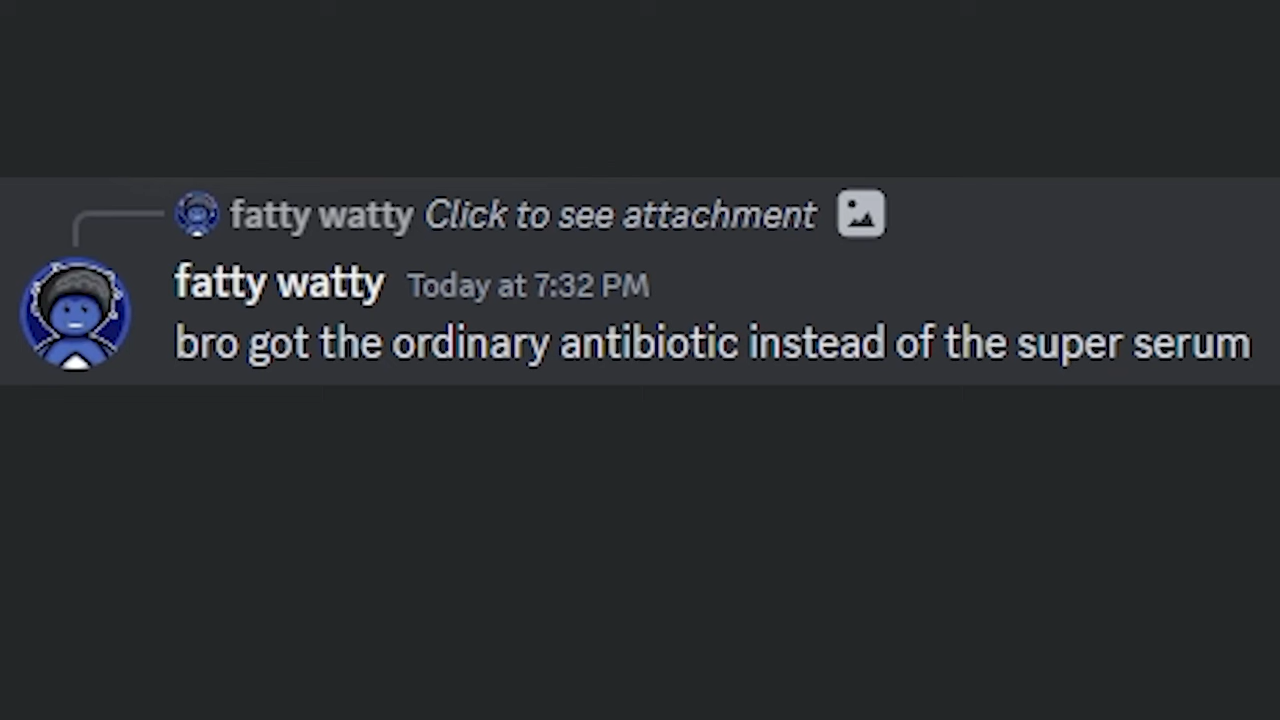 fatty watty Click to see attachment
fatty watty Today at 7:32 PM
bro got the ordinary antibiotic instead of the super serum